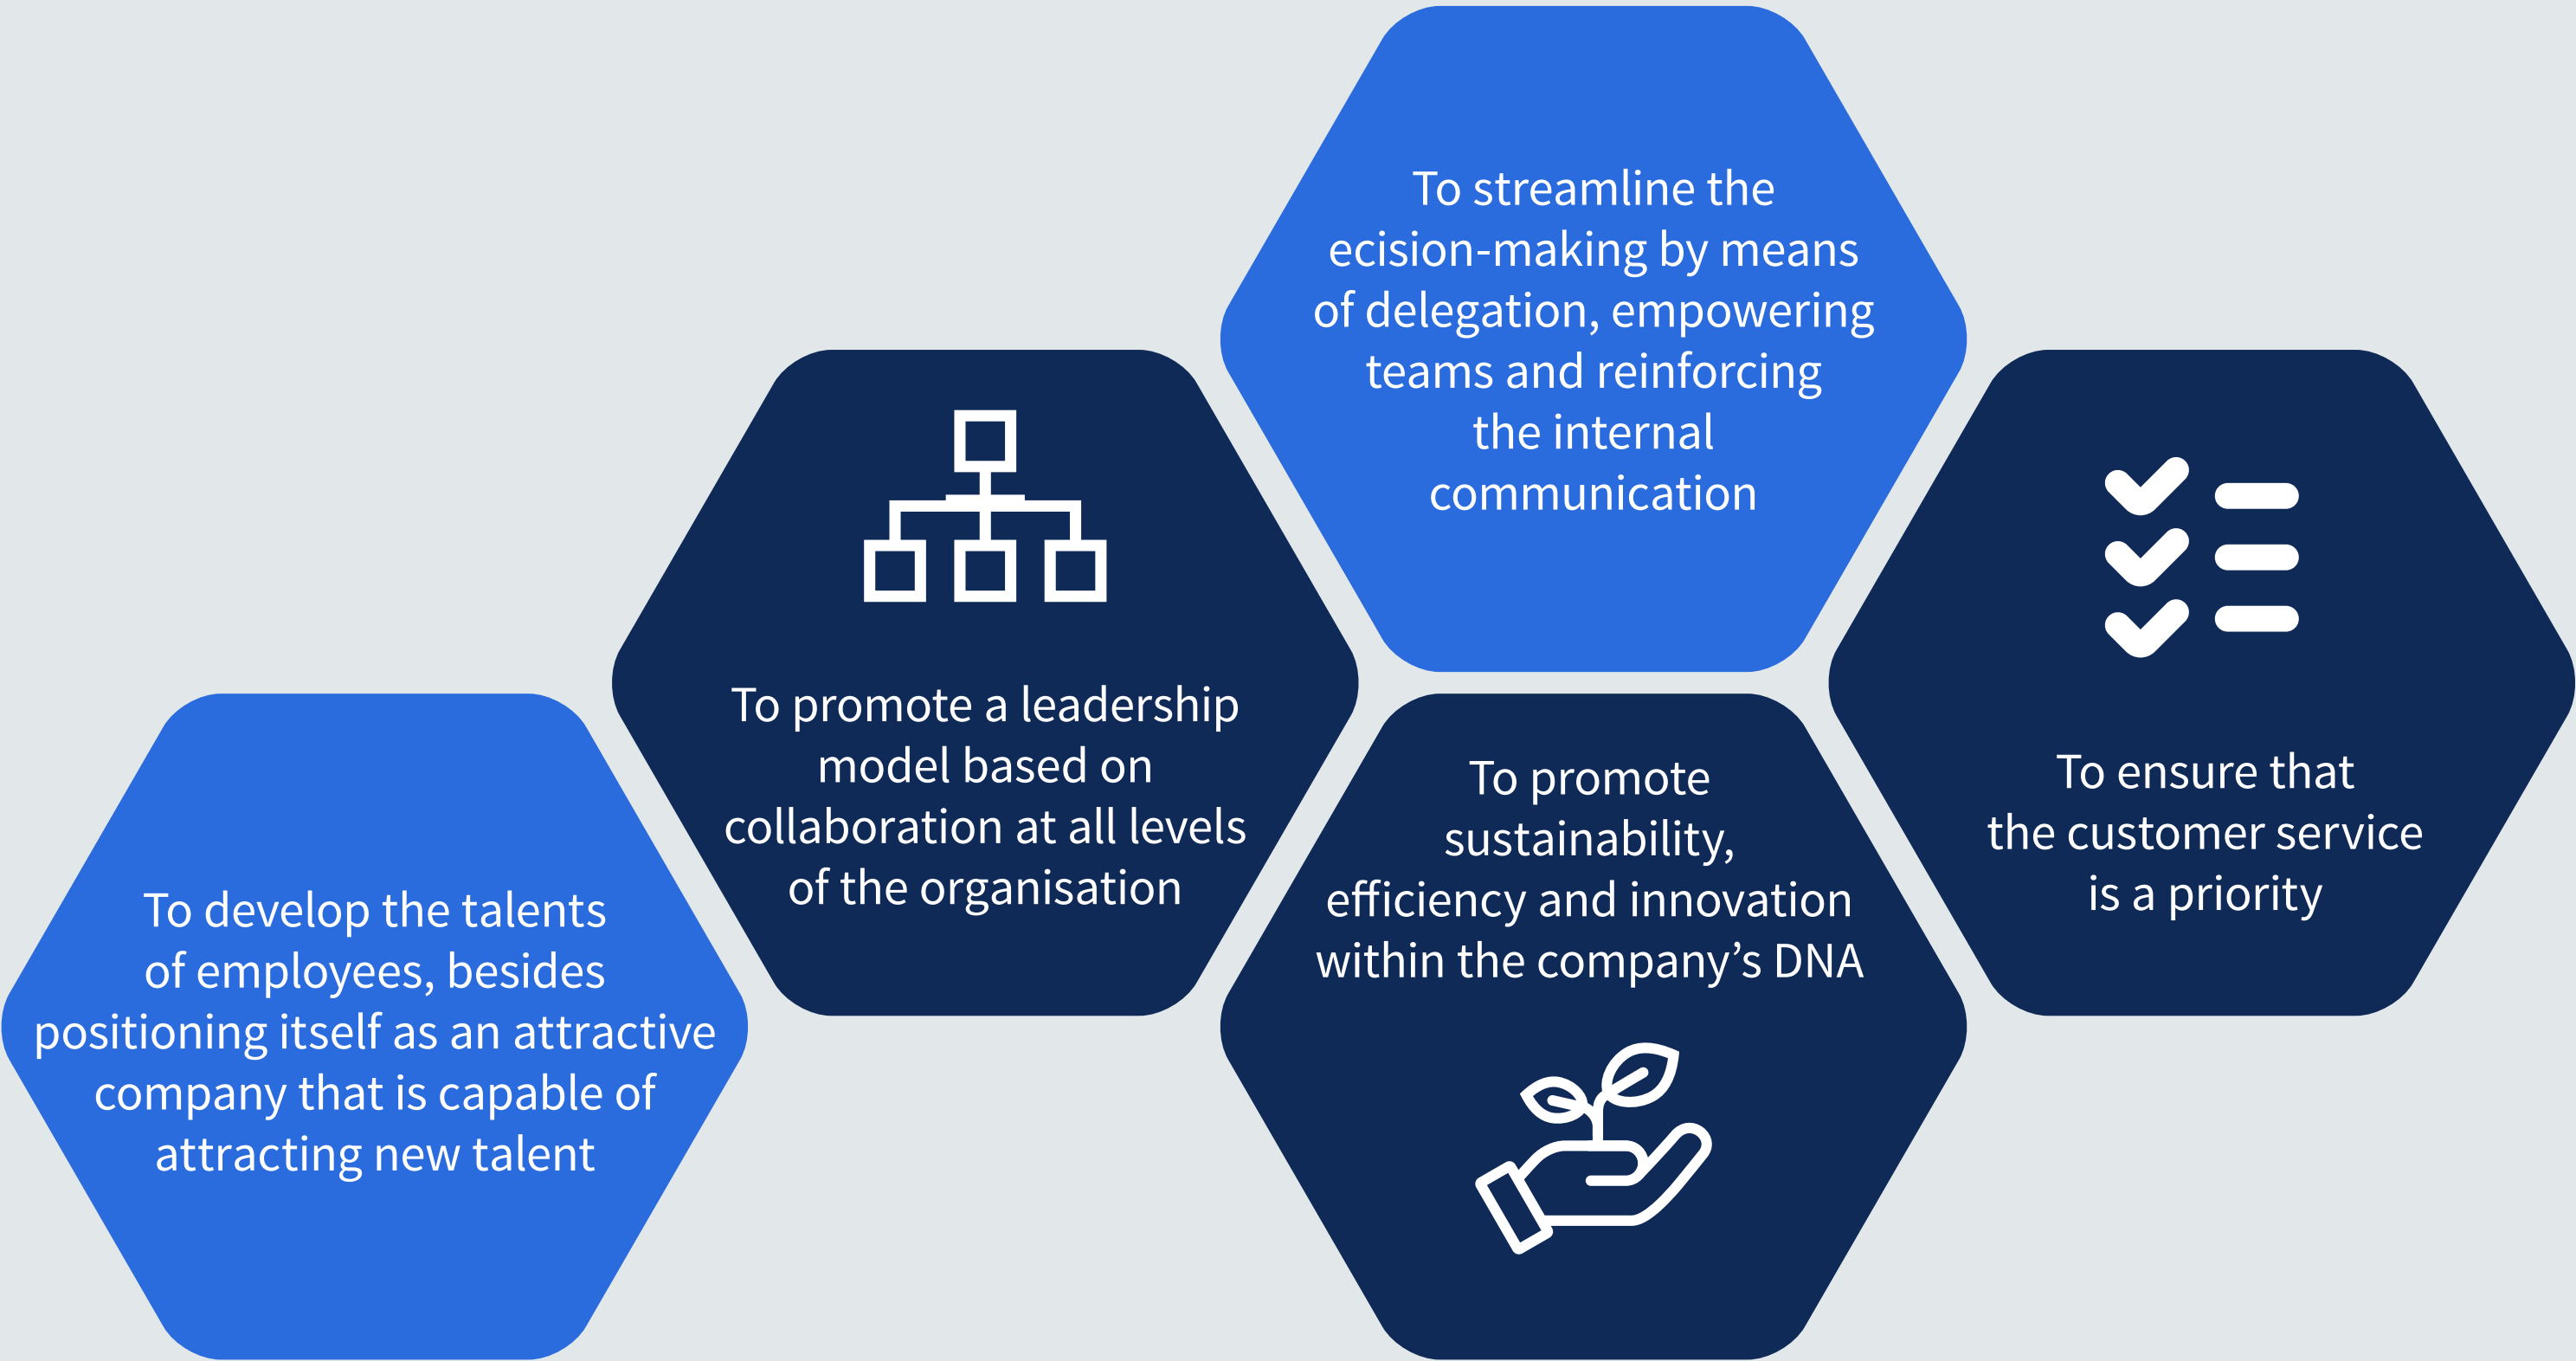 To develop the talents
of employees, besides
positioning itself as an attractive
company that is capable of
attracting new talent
To promote a leadership
model based on
collaboration at all levels
of the organisation
To streamline the
ecision-making by means
of delegation, empowering
teams and reinforcing
the internal
communication
To promote
sustainability,
efficiency and innovation
within the company’s DNA
To ensure that
the customer service
is a priority